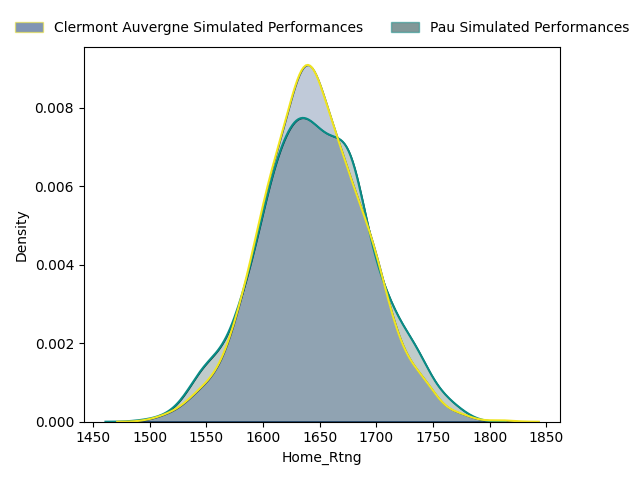 Clermont Auvergne Simulated Performances Pau Simulated Performances
Density
0.008
0.006
0.004
0.002
0.000
1450 1500 1550 1600 1650 1700 1750 1800 1850
Home_Rtng